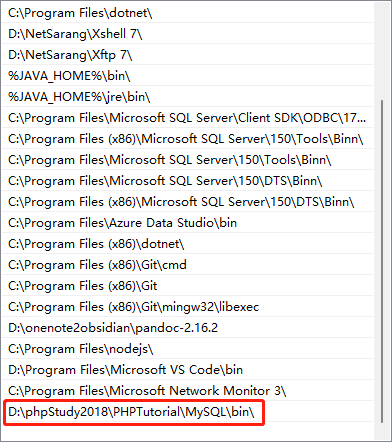 C:\Program Files\dotnet\
D:\NetSarang\Xshell 7\
D:\NetSarang\Xftp 7\
%JAVA_HOME%\bin\
%JAVA_HOME%\jre\bin\
C:\Program Files\Microsoft SQL Server\Client SDK\ODBC\17...
C:\Program Files (x86)\Microsoft SQL Server\150\Tools\Binn\
C:\Program Files\Microsoft SQL Server\150\Tools\Binn\
C:\Program Files\Microsoft SQL Server\150\DTS\Binn\
C:\Program Files (x86)\Microsoft SQL Server\150\DTS\Binn\
C:\Program Files\Azure Data Studio\bin
C:\Program Files (x86)\dotnet\
C:\Program Files (x86)\Git\cmd
C:\Program Files (x86)\Git
C:\Program Files (x86)\Git\mingw32\libexec
D:\onenote2obsidian\pandoc-2.16.2
C:\Program Files\nodejs\
D:\Program Files\Microsoft VS Code\bin
C:\Program Files\Microsoft Network Monitor 3\
D:\phpStudy2018\PHPTutorial\MySQL\bin\